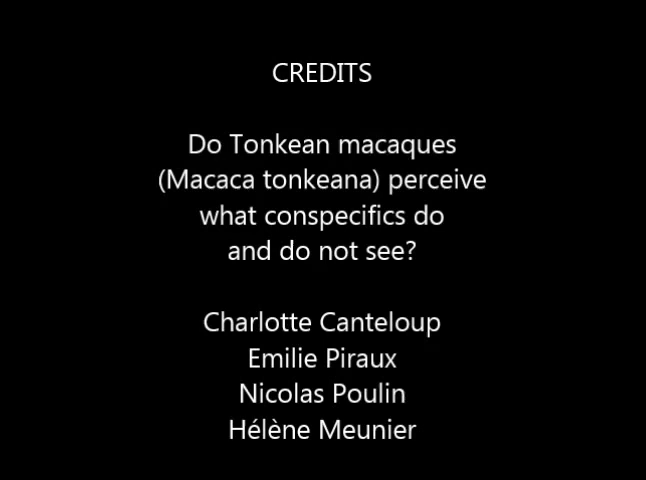 CREDITS
Do Tonkean macaques
(Macaca tonkeana) perceive
what conspecifics do
and do not see?
Charlotte Canteloup
Emilie Piraux
Nicolas Poulin
Hélène Meunier